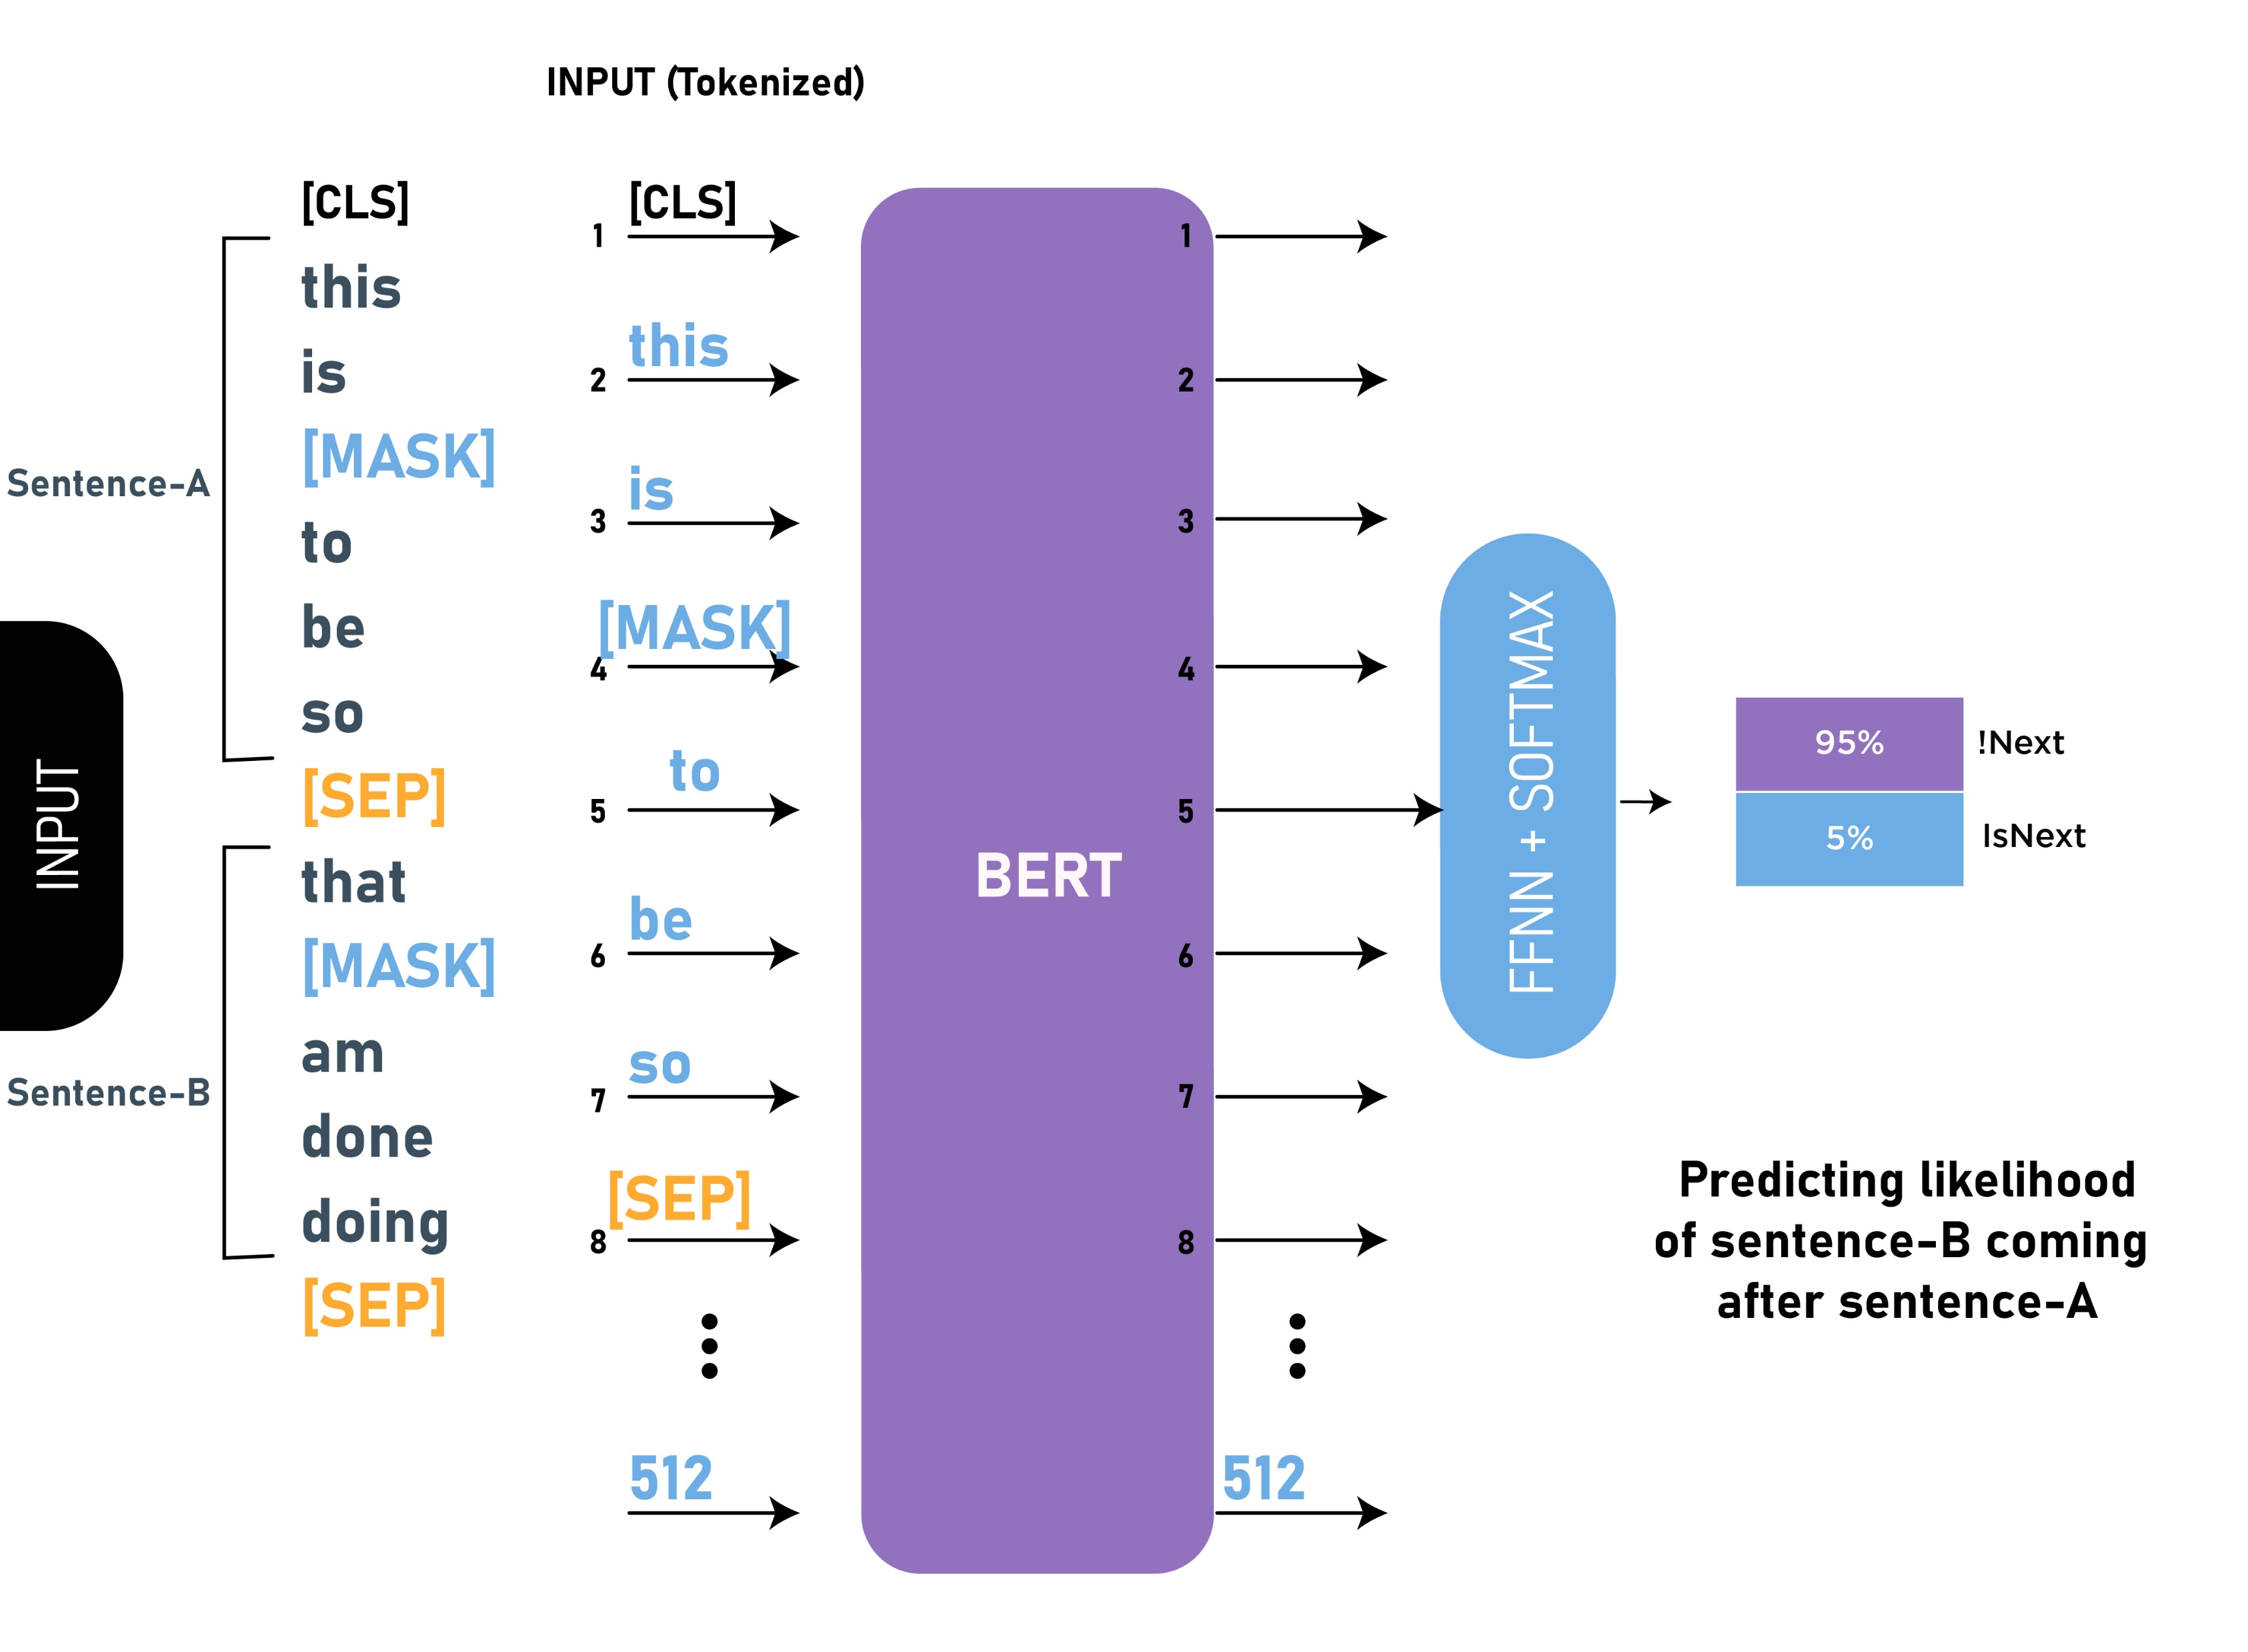 INPUT (Tokenized)
INPUT
Sentence-A
Sentence-B
[CLS]
this
is
[MASK]
to
be
so
[SEP]
that
[MASK]
am
done
doing
[SEP]
[CLS]
1
this
2
is
3
[MASK]
4
to
5
be
6
so
7
[SEP]
8
512
BERT
1
2
3
4
5
6
7
8
512
FFNN + SOFTMAX
95% !Next
5% IsNext
Predicting likelihood
of sentence-B coming
after sentence-A